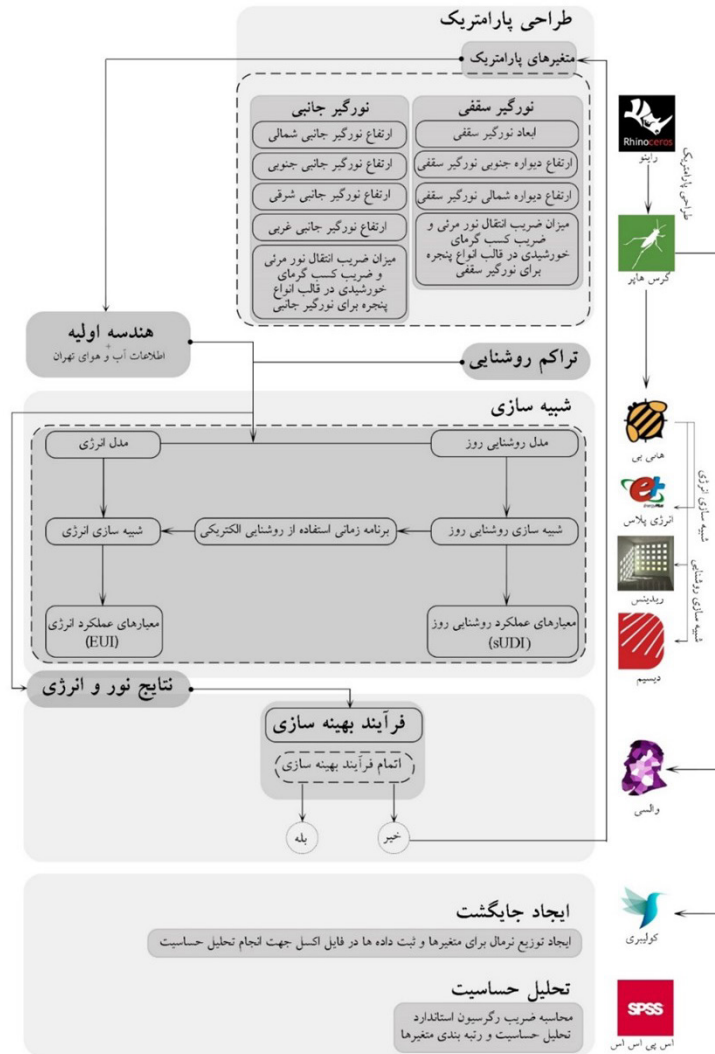 طراحی پارامتریک
متغیرهای پارامتریک
نورگیر سقفی
ابعاد نورگیر سقفی
ارتفاع دیواره جنوبی نورگیر سقفی
ارتفاع دیواره شمالی نورگیر سقفی
میزان ضریب انتقال نور مرئی و
ضریب کسب گرمای
خورشیدی در قالب انواع پنجره
برای نورگیر سقفی
نورگیر جانبی
ارتفاع نورگیر جانبی شمالی
ارتفاع نورگیر جانبی جنوبی
ارتفاع نورگیر جانبی شرقی
ارتفاع نورگیر جانبی غربی
میزان ضریب انتقال نور مرئی
و ضریب کسب گرمای
خورشیدی در قالب انواع
پنجره برای نورگیر جانبی
هندسه اولیه
+
اطلاعات آب و هوای تهران
تراکم روشنایی
شبیه سازی
مدل روشنایی روز
مدل انرژی
شبیه سازی روشنایی روز
برنامه زمانی استفاده از روشنایی الکتریکی
شبیه سازی انرژی
معیارهای عملکرد روشنایی روز
(sUDI)
معیارهای عملکرد انرژی
(EUI)
نتایج نور و انرژی
فرآیند بهینه سازی
اتمام فرآیند بهینه سازی
خیر
بله
ایجاد جایگشت
ایجاد توزیع نرمال برای متغیرها و ثبت داده ها در فایل اکسل جهت انجام تحلیل حساسیت
تحلیل حساسیت
محاسبه ضریب رگرسیون استاندارد
تحلیل حساسیت و رتبه بندی متغیرها
Rhinoceros
راینو
طراحی پارامتریک
گرس هاپر
هانی بی
انرژی پلاس
شبیه سازی انرژی
ریدینس
شبیه سازی روشنایی
دیسیم
والسی
کولیبری
SPSS
اس پی اس اس